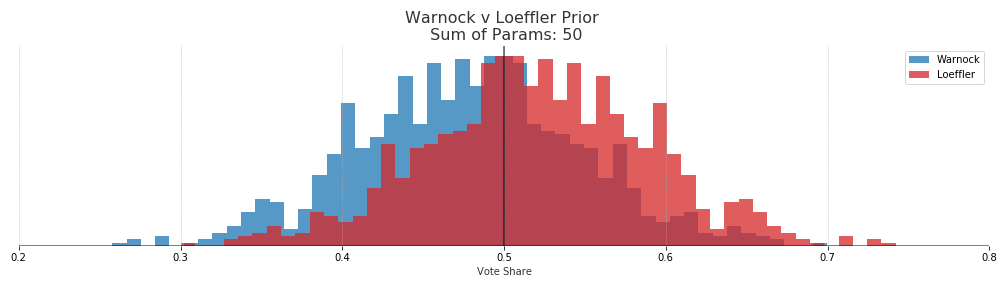 Warnock v Loeffler Prior
Sum of Params: 50
Warnock
Loeffler
0.2 0.3 0.4 0.5 0.6 0.7 0.8
Vote Share